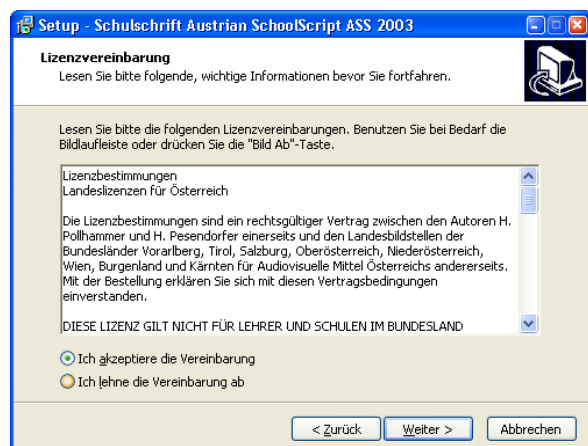 Setup - Schulschrift Austrian SchoolScript ASS 2003
Lizenzvereinbarung
Lesen Sie bitte folgende, wichtige Informationen bevor Sie fortfahren.
Lesen Sie bitte die folgenden Lizenzvereinbarungen. Benutzen Sie bei Bedarf die
Bildlaufleiste oder drücken Sie die "Bild Ab"-Taste.
Lizenzbestimmungen
Landeslizenzen für Österreich
Die Lizenzbestimmungen sind ein rechtsgültiger Vertrag zwischen den Autoren H.
Pollhammer und H. Pesendorfer einerseits und den Landesbildstellen der
Bundesländer Vorarlberg, Tirol, Salzburg, Oberösterreich, Niederösterreich,
Wien, Burgenland und Kärnten für Audiovisuelle Mittel Österreichs andererseits.
Mit der Bestellung erklären Sie sich mit diesen Vertragsbedingungen
einverstanden.
DIESE LIZENZ GILT NICHT FÜR LEHRER UND SCHULEN IM BUNDESLAND
Ich akzeptiere die Vereinbarung
Ich lehne die Vereinbarung ab
< Zurück Weiter > Abbrechen